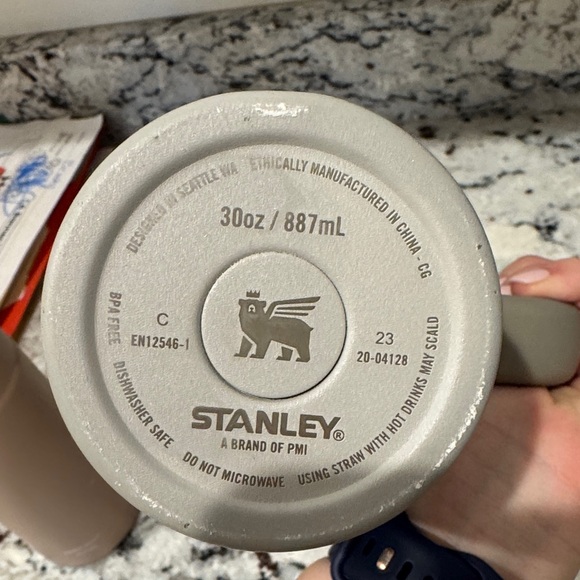 DESIGNED IN SEATTLE WA ETHICALLY MANUFACTURED IN CHINA - CG
30oz / 887mL
C
EN12546-1
23
20-04128
STANLEY®
A BRAND OF PMI
BPA FREE DISHWASHER SAFE DO NOT MICROWAVE USING STRAW WITH HOT DRINKS MAY SCALD